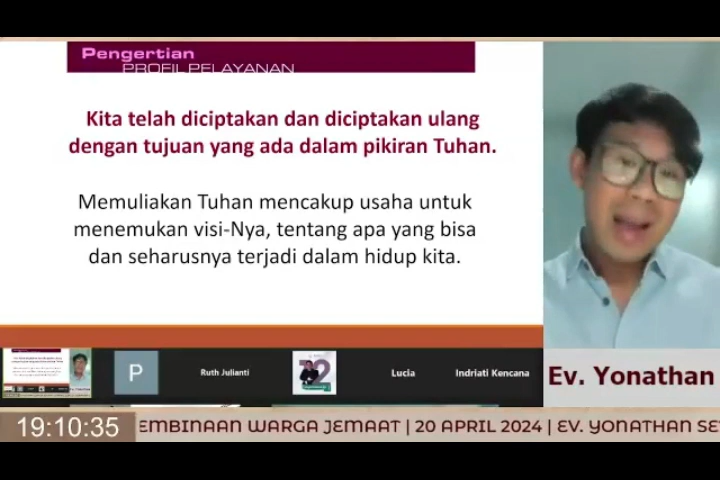 Pengertian
PROFIL PELAYANAN
Kita telah diciptakan dan diciptakan ulang
dengan tujuan yang ada dalam pikiran Tuhan.
Memuliakan Tuhan mencakup usaha untuk
menemukan visi-Nya, tentang apa yang bisa
dan seharusnya terjadi dalam hidup kita.
P
Ruth Julianti
Lucia
Indriati Kencana
Ev. Yonathan
19:10:35
EMBINAAN WARGA JEMAAT | 20 APRIL 2024 | EV. YONATHAN SE